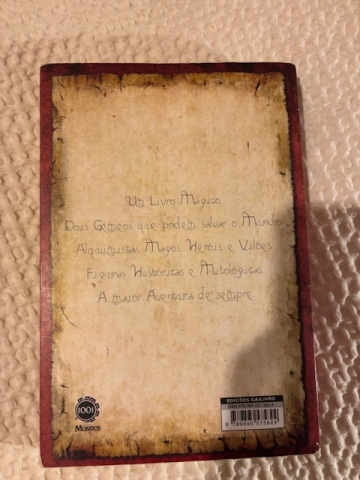 Um Livro Mágico
Dois Gémeos que podem salvar o Mundo
Alquimistas Magos Heróis e Vilões
Figuras Históricas e Mitológicas
A maior Aventura de sempre
EDIÇÕES GAILIVRO
1001
MUNDOS